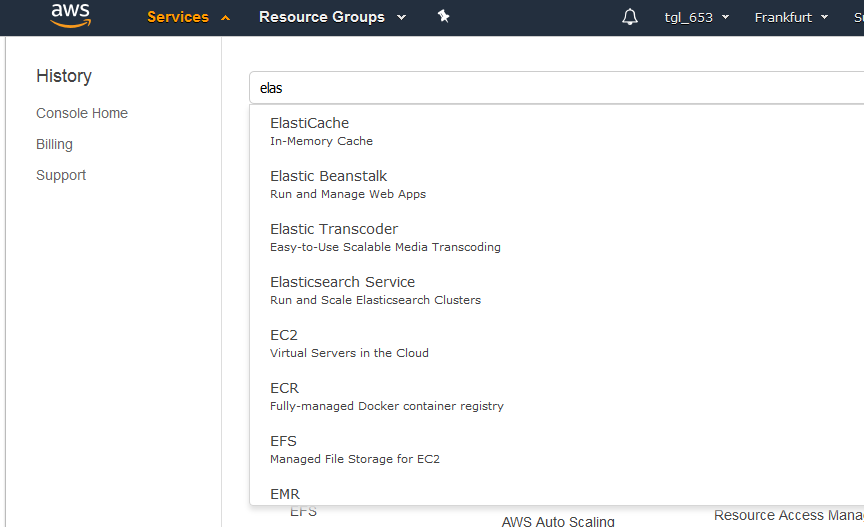 aws
Services
Resource Groups
tgl_653
Frankfurt
History
Console Home
Billing
Support
elas
ElastiCache
In-Memory Cache
Elastic Beanstalk
Run and Manage Web Apps
Elastic Transcoder
Easy-to-Use Scalable Media Transcoding
Elasticsearch Service
Run and Scale Elasticsearch Clusters
EC2
Virtual Servers in the Cloud
ECR
Fully-managed Docker container registry
EFS
Managed File Storage for EC2
EMR
EFS
AWS Auto Scaling
Resource Access Mana